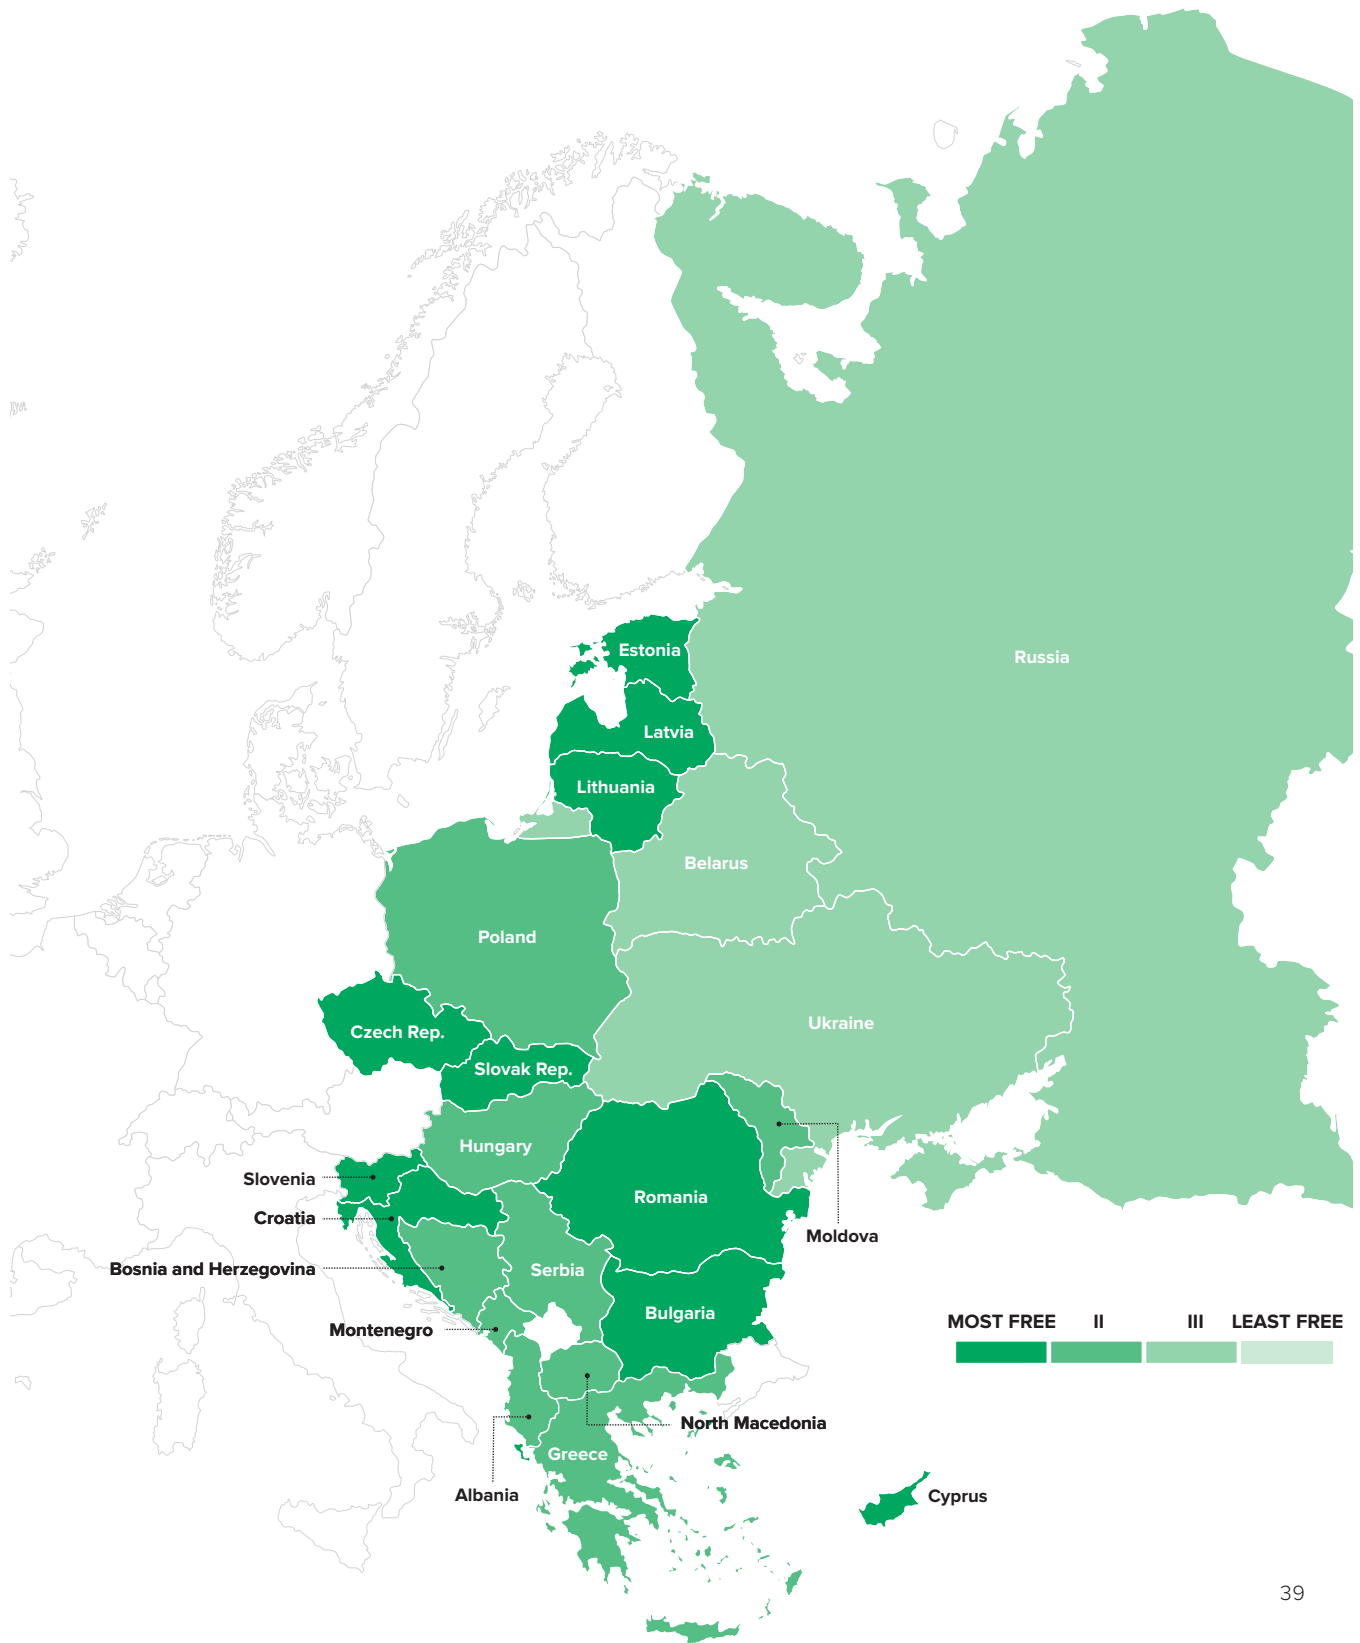 Estonia
Russia
Latvia
Lithuania
Belarus
Poland
Ukraine
Czech Rep.
Slovak Rep.
Hungary
Slovenia
Romania
Croatia
Moldova
Bosnia and Herzegovina
Serbia
Bulgaria
MOST FREE II III LEAST FREE
Montenegro
North Macedonia
Greece
Albania
Cyprus
39